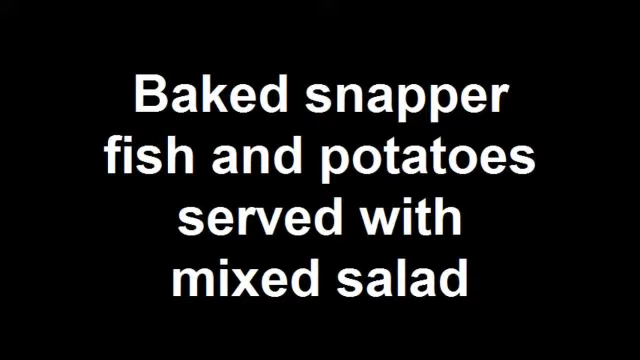 Baked snapper
fish and potatoes
served with
mixed salad